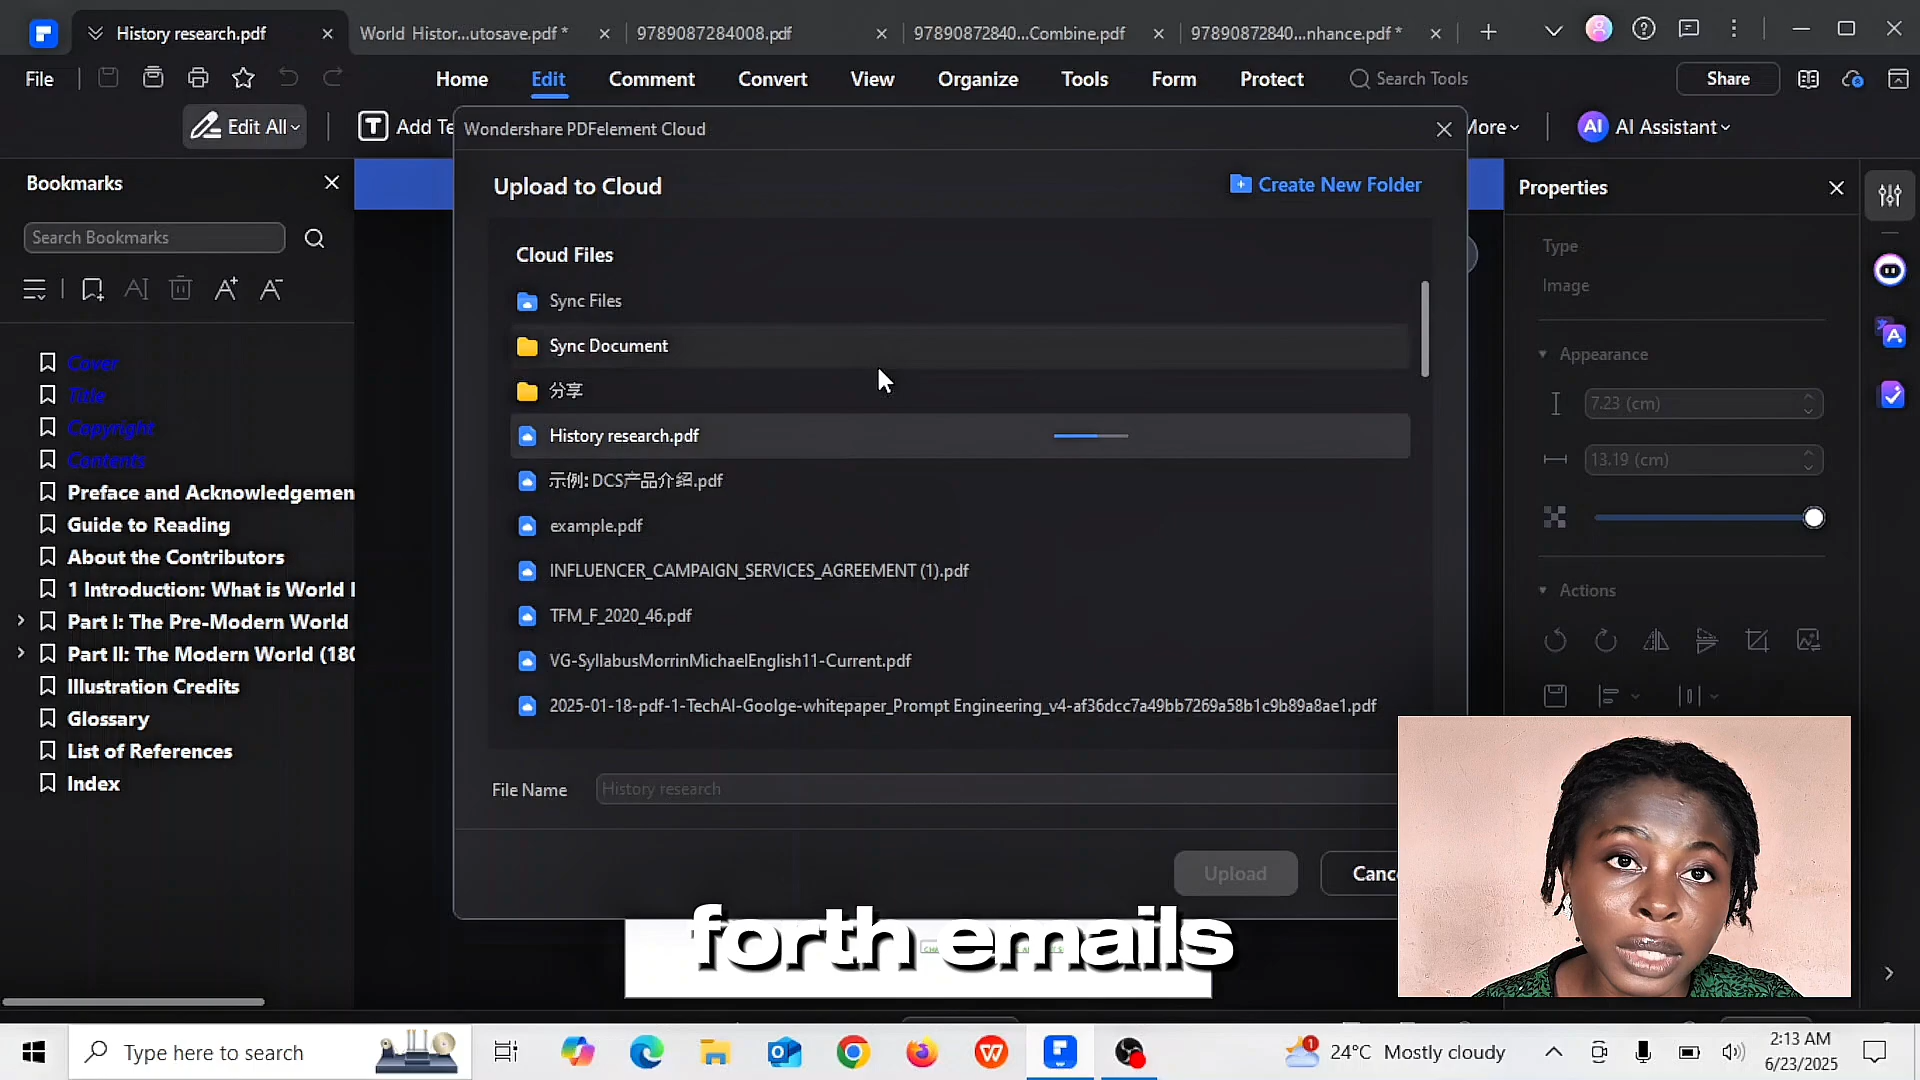 History research.pdf
World Histor...utosave.pdf *
9789087284008.pdf
97890872840...Combine.pdf
97890872840...nhance.pdf *
File
Home
Edit
Comment
Convert
View
Organize
Tools
Form
Protect
Search Tools
Share
Edit All
Add Te
More
AI
AI Assistant
Wondershare PDFelement Cloud
Bookmarks
Search Bookmarks
Cover
Title
Copyright
Contents
Preface and Acknowledgemen
Guide to Reading
About the Contributors
1 Introduction: What is World
Part I: The Pre-Modern World
Part II: The Modern World (180
Illustration Credits
Glossary
List of References
Index
Upload to Cloud
Create New Folder
Cloud Files
Sync Files
Sync Document
分享
History research.pdf
示例: DCS产品介绍.pdf
example.pdf
INFLUENCER_CAMPAIGN_SERVICES_AGREEMENT (1).pdf
TFM_F_2020_46.pdf
VG-SyllabusMorrinMichaelEnglish11-Current.pdf
2025-01-18-pdf-1-TechAI-Goolge-whitepaper_Prompt Engineering_v4-af36dcc7a49bb7269a58b1c9b89a8ae1.pdf
File Name
History research
Upload
Canc
Properties
Type
Image
Appearance
7.23 (cm)
13.19 (cm)
Actions
forth emails
Type here to search
1
24°C Mostly cloudy
2:13 AM
6/23/2025